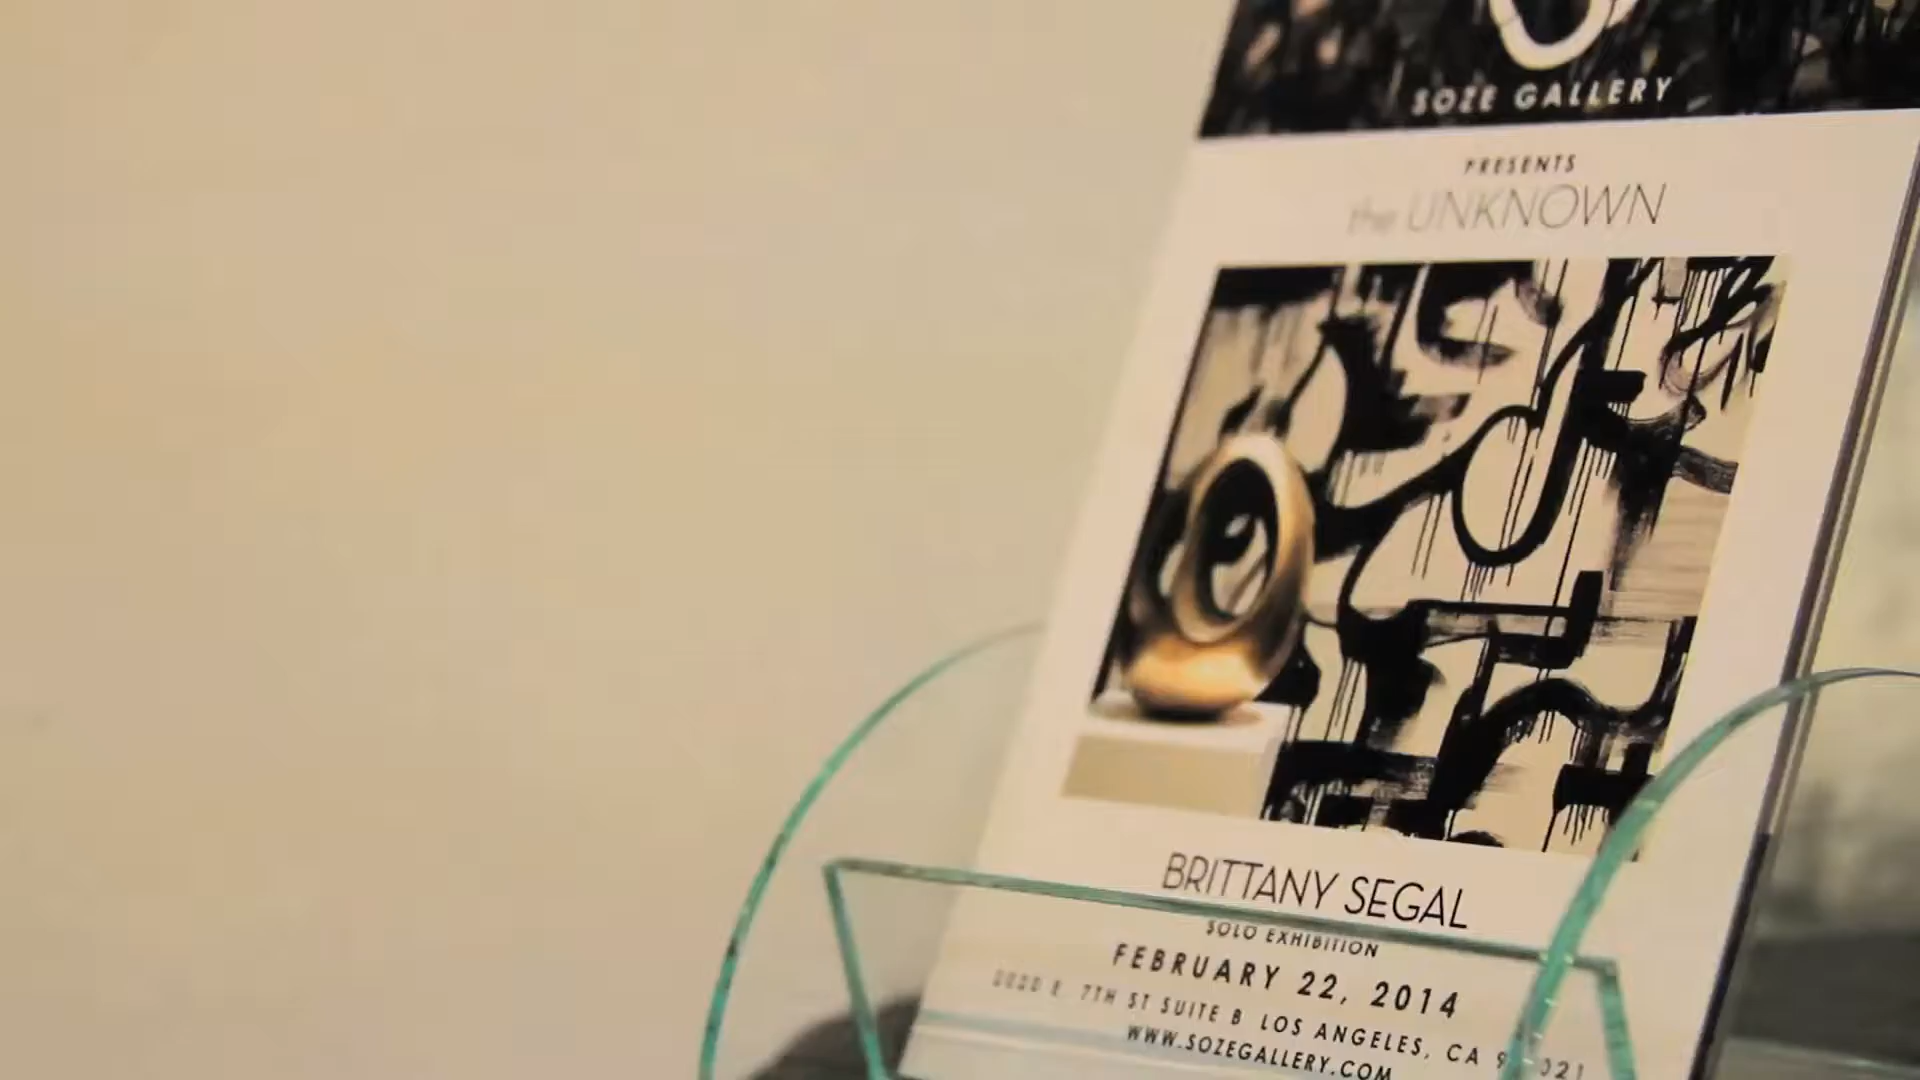 SOZE GALLERY
PRESENTS
the UNKNOWN
BRITTANY SEGAL
SOLO EXHIBITION
FEBRUARY 22, 2014
2020 E. 7TH ST SUITE B LOS ANGELES, CA
WWW.SOZEGALLERY.COM